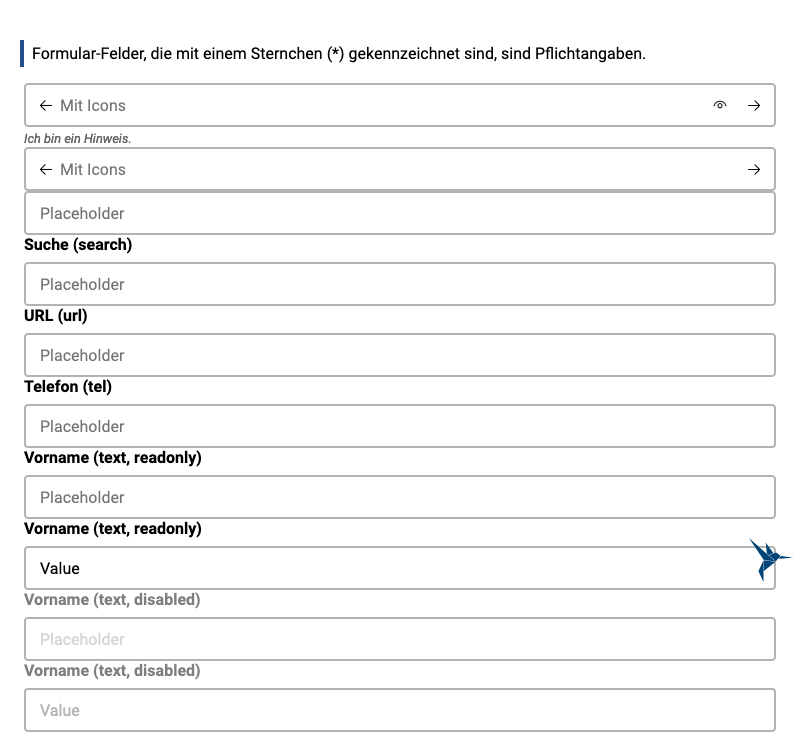 Formular-Felder, die mit einem Sternchen (*) gekennzeichnet sind, sind Pflichtangaben.
Mit Icons
Ich bin ein Hinweis.
Mit Icons
Placeholder
Suche (search)
Placeholder
URL (url)
Placeholder
Telefon (tel)
Placeholder
Vorname (text, readonly)
Placeholder
Vorname (text, readonly)
Value
Vorname (text, disabled)
Placeholder
Vorname (text, disabled)
Value